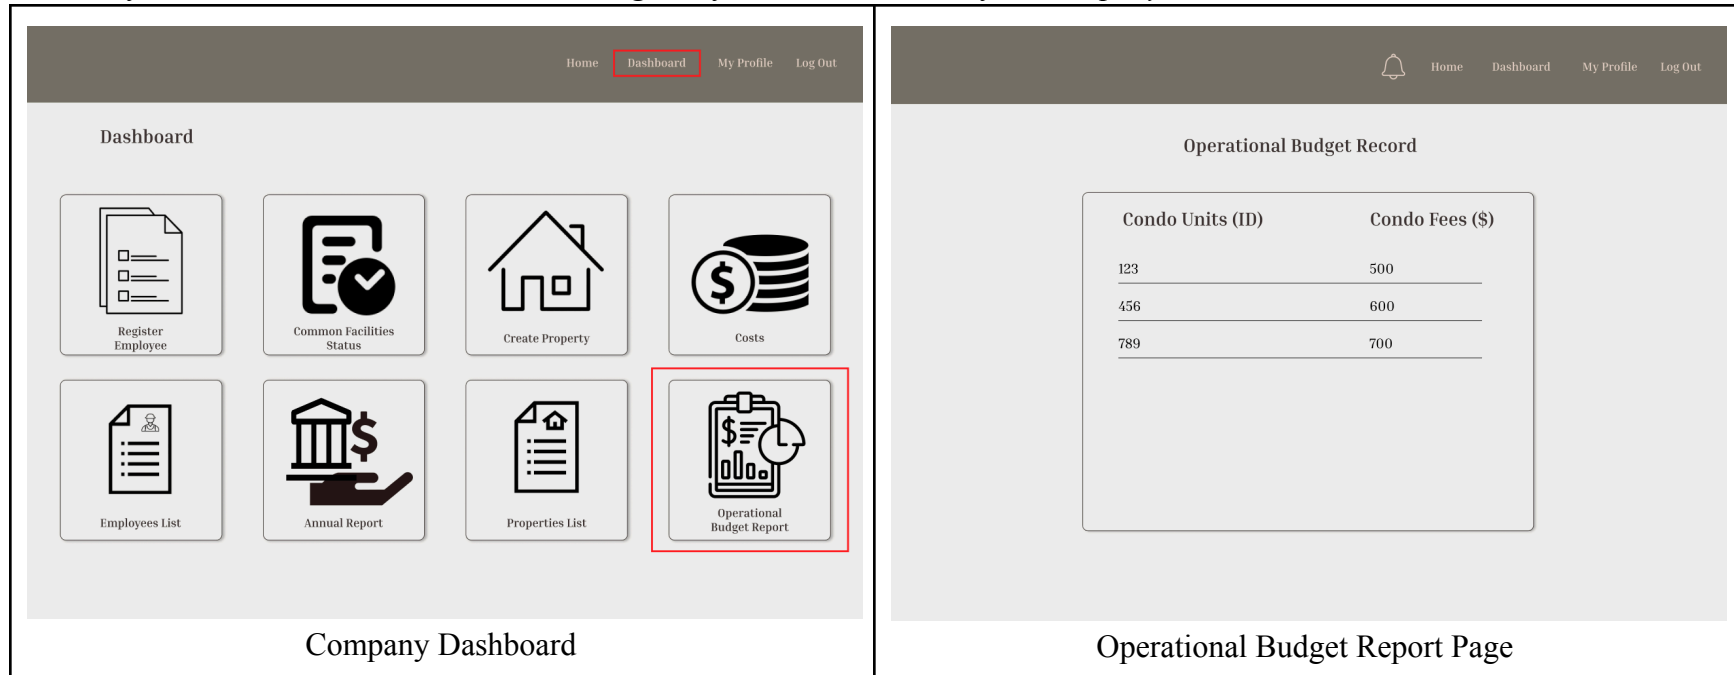 Home Dashboard My Profile Log Out
Dashboard
Register
Employee
Common Facilities
Status
Create Property
Costs
Employees List
Annual Report
Properties List
Operational
Budget Report
Company Dashboard
Home Dashboard My Profile Log Out
Operational Budget Record
Condo Units (ID) Condo Fees ($)
123 500
456 600
789 700
Operational Budget Report Page